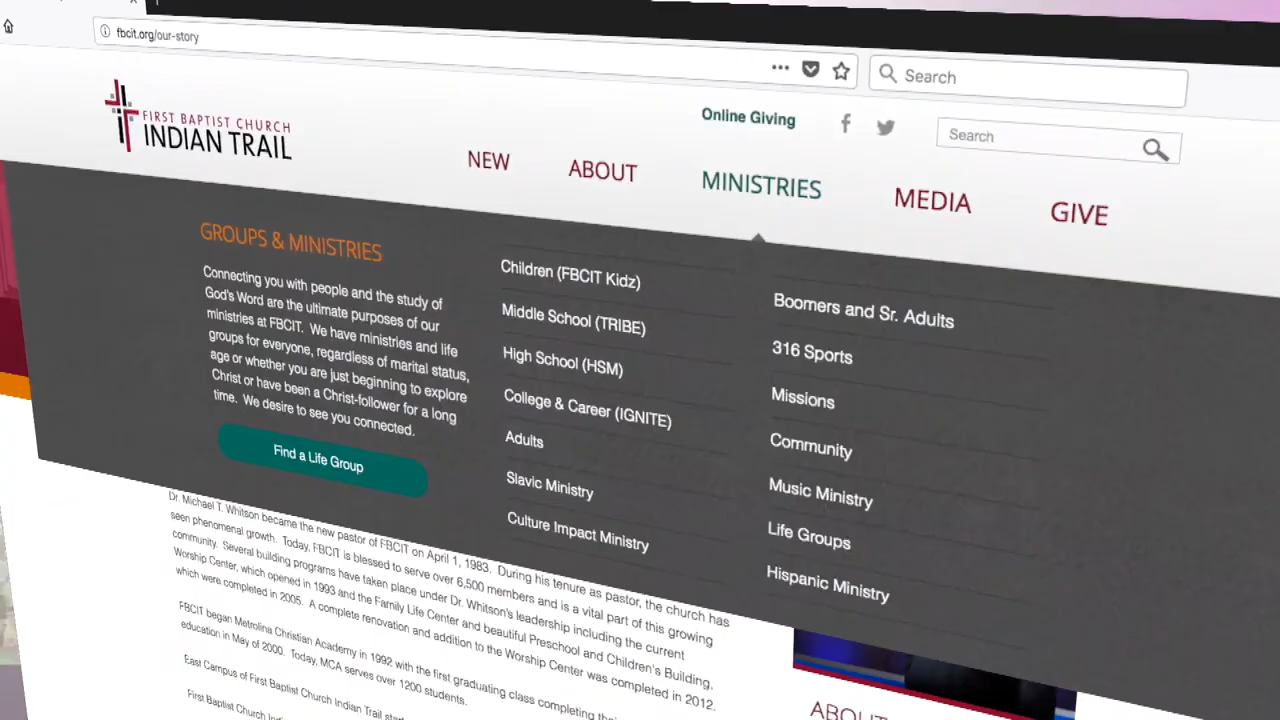 fbcit.org/our-story
Search
FIRST BAPTIST CHURCH
INDIAN TRAIL
Online Giving
Search
NEW
ABOUT
MINISTRIES
MEDIA
GIVE
GROUPS & MINISTRIES
Connecting you with people and the study of
God's Word are the ultimate purposes of our
ministries at FBCIT. We have ministries and life
groups for everyone, regardless of marital status,
age or whether you are just beginning to explore
Christ or have been a Christ-follower for a long
time. We desire to see you connected.
Find a Life Group
Children (FBCIT Kidz)
Middle School (TRIBE)
High School (HSM)
College & Career (IGNITE)
Adults
Slavic Ministry
Culture Impact Ministry
Boomers and Sr. Adults
316 Sports
Missions
Community
Music Ministry
Life Groups
Hispanic Ministry
Dr. Michael T. Whitson became the new pastor of FBCIT on April 1, 1983. During his tenure as pastor, the church has
seen phenomenal growth. Today, FBCIT is blessed to serve over 6,500 members and is a vital part of this growing
community. Several building programs have taken place under Dr. Whitson's leadership including the current
Worship Center, which opened in 1993 and the Family Life Center and beautiful Preschool and Children's Building,
which were completed in 2005. A complete renovation and addition to the Worship Center was completed in 2012.
FBCIT began Metrolina Christian Academy in 1992 with the first graduating class completing their
education in May of 2000. Today, MCA serves over 1200 students.
East Campus of First Baptist Church Indian Trail
First Baptist Church
ABOUT